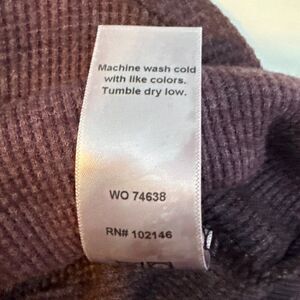 Machine wash cold
with like colors.
Tumble dry low.
WO 74638
RN# 102146